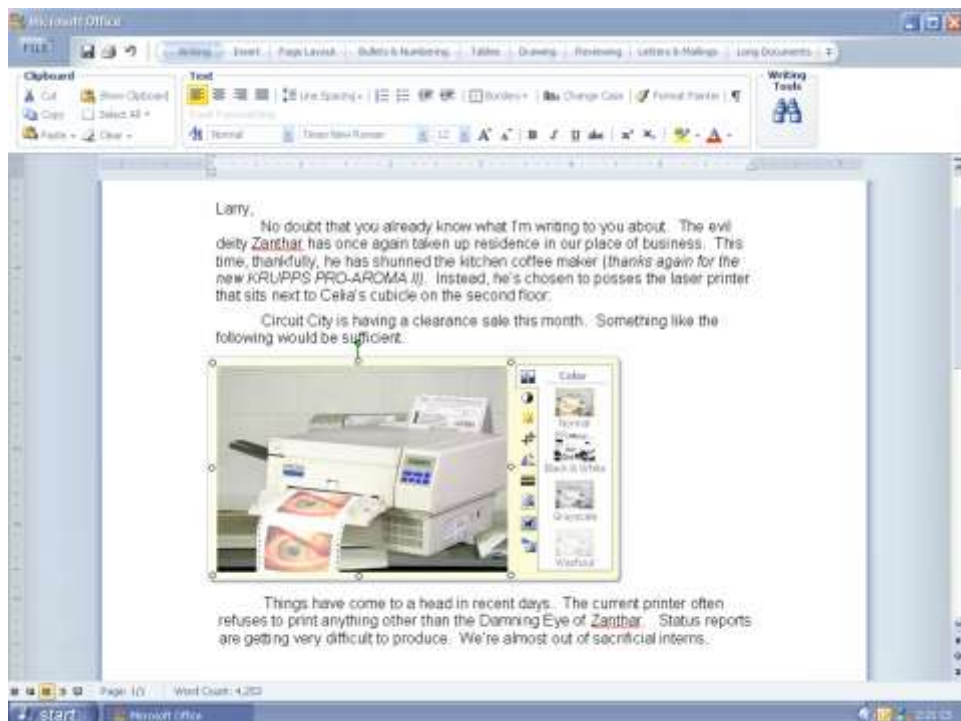 Microsoft Office
FILE
Writing Insert Page Layout Bullets & Numbering Tables Drawing Reviewing Letters & Mailings Long Documents
Clipboard Text Writing Tools
Cut Show Clipboard Line Spacing Borders Change Case Format Painter
Copy Select All
Paste Clear Normal Times New Roman 12
Larry,
No doubt that you already know what I'm writing to you about. The evil
deity Zanthar has once again taken up residence in our place of business. This
time, thankfully, he has shunned the kitchen coffee maker (thanks again for the
new KRUPPS PRO-AROMA II). Instead, he's chosen to posses the laser printer
that sits next to Celia's cubicle on the second floor.
Circuit City is having a clearance sale this month. Something like the
following would be sufficient.
Color
Normal
Black & White
Grayscale
Washout
Things have come to a head in recent days. The current printer often
refuses to print anything other than the Damning Eye of Zanthar. Status reports
are getting very difficult to produce. We're almost out of sacrificial interns.
Page: 1/1 Word Count: 4,253
start Microsoft Office